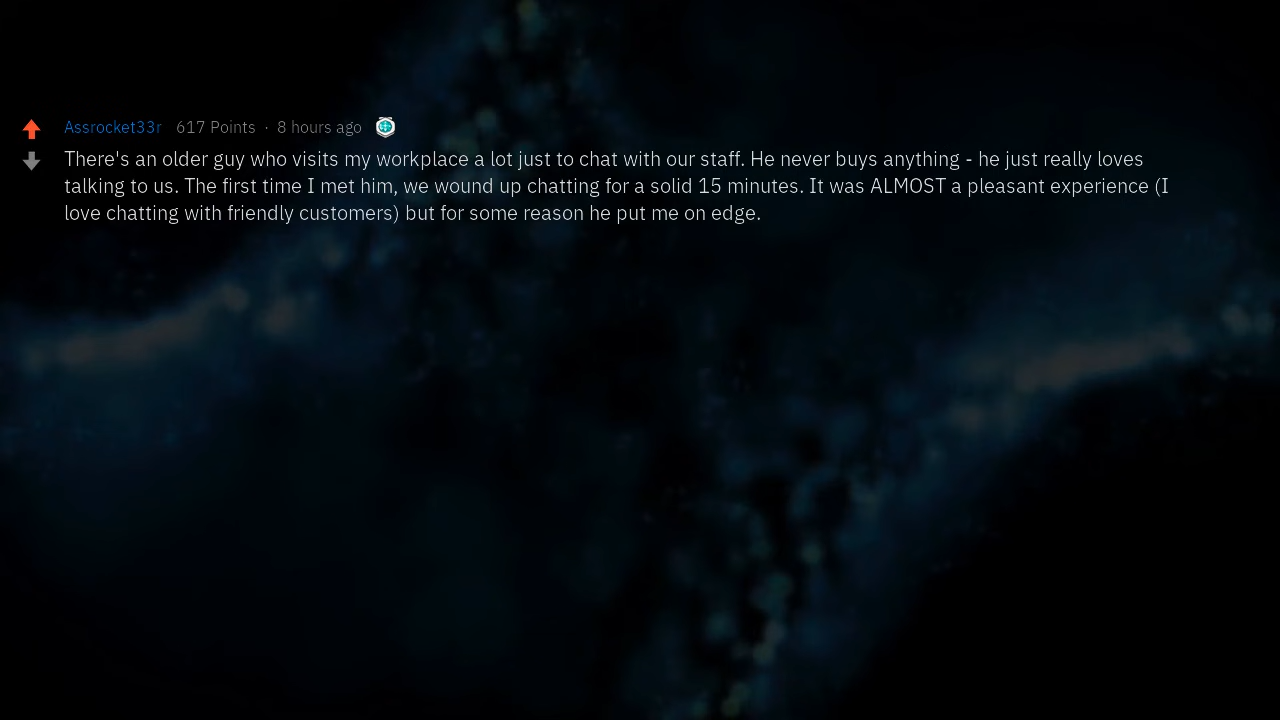 Assrocket33r 617 Points · 8 hours ago
There's an older guy who visits my workplace a lot just to chat with our staff. He never buys anything - he just really loves
talking to us. The first time I met him, we wound up chatting for a solid 15 minutes. It was ALMOST a pleasant experience (I
love chatting with friendly customers) but for some reason he put me on edge.